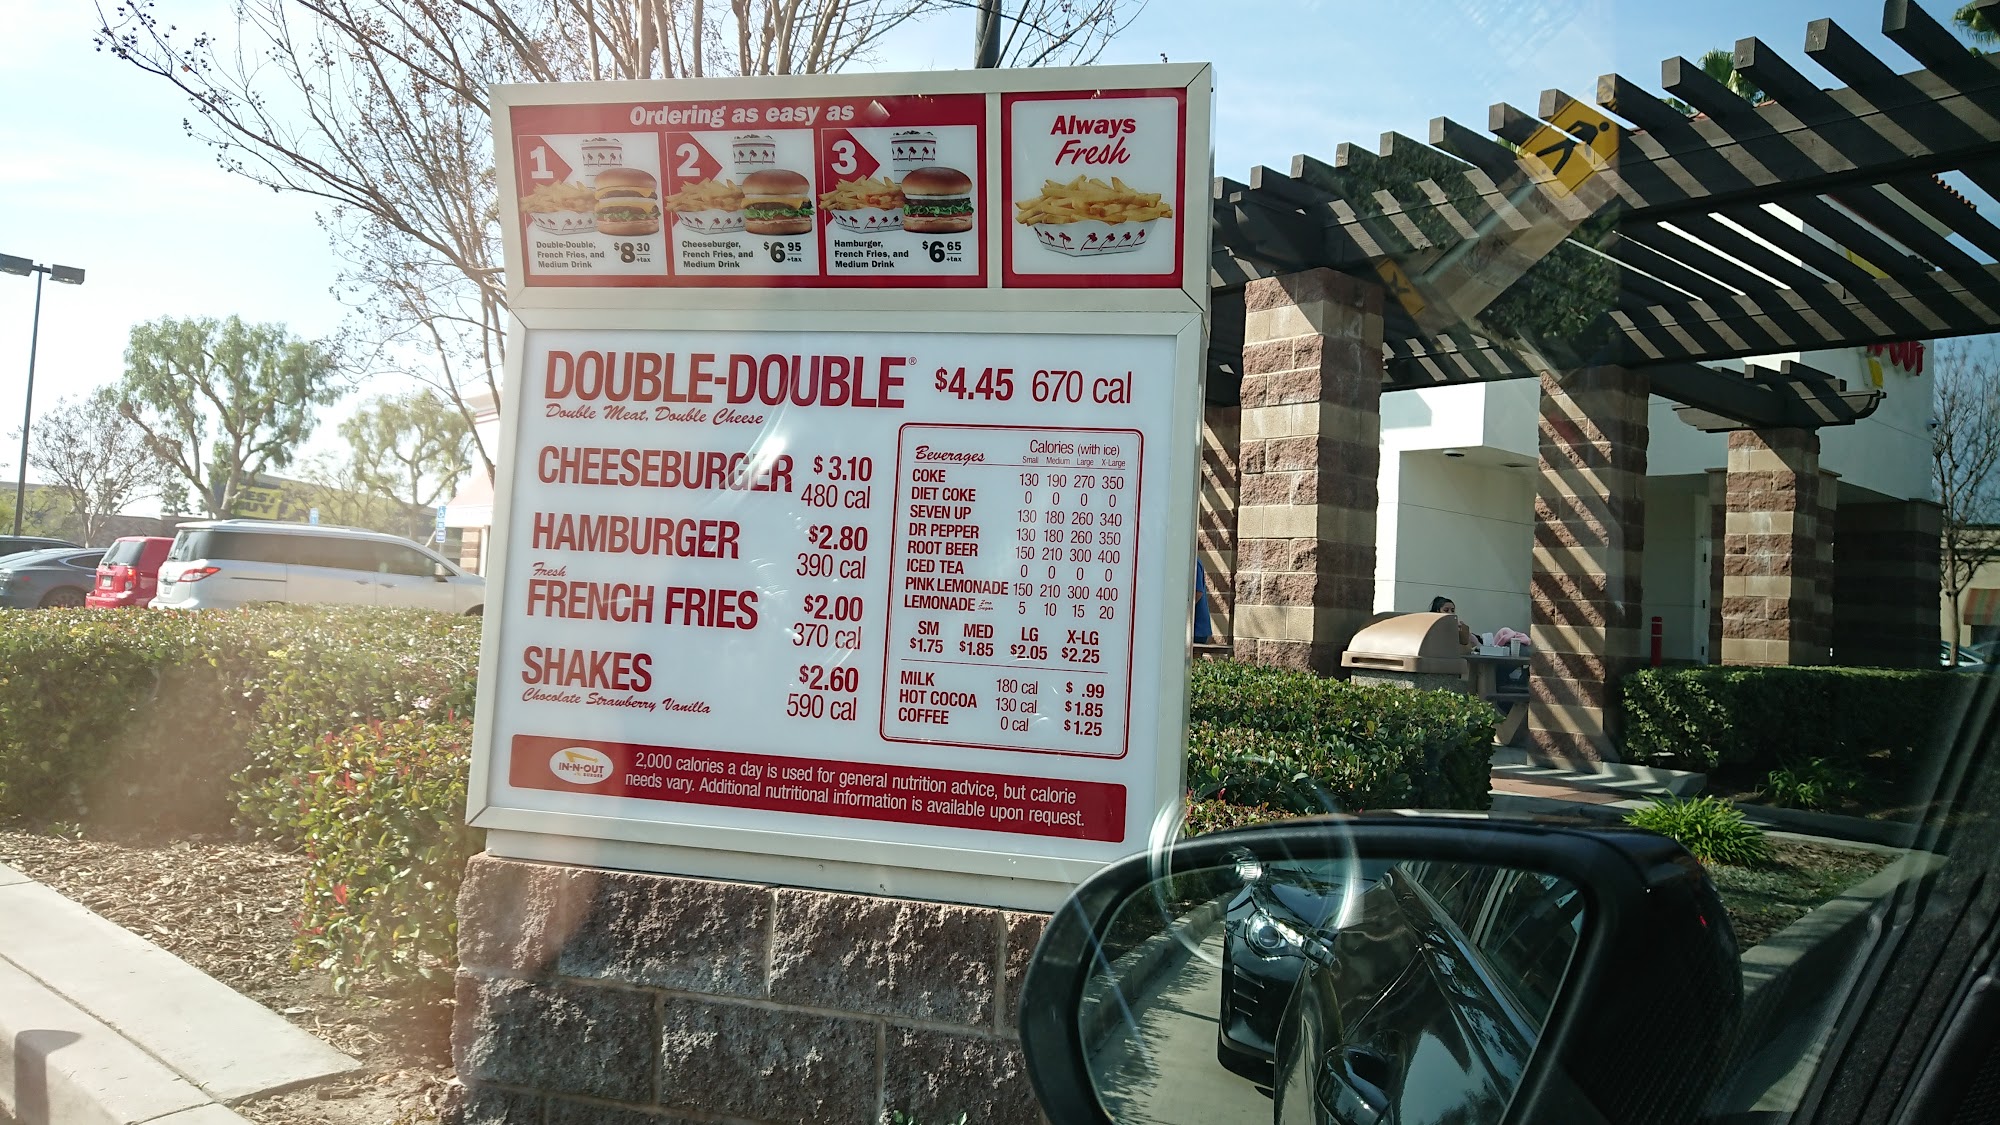 Ordering as easy as
1
Double-Double,
French Fries, and
Medium Drink
$8 30
+tax
2
Cheeseburger,
French Fries, and
Medium Drink
$6 95
+tax
3
Hamburger,
French Fries, and
Medium Drink
$6 65
+tax
Always
Fresh
DOUBLE-DOUBLE® $4.45 670 cal
Double Meat, Double Cheese
CHEESEBURGER $3.10
480 cal
HAMBURGER $2.80
390 cal
Fresh
FRENCH FRIES $2.00
370 cal
SHAKES $2.60
Chocolate Strawberry Vanilla 590 cal
Beverages Calories (with ice)
Small Medium Large X-Large
COKE 130 190 270 350
DIET COKE 0 0 0 0
SEVEN UP 130 180 260 340
DR PEPPER 130 180 260 350
ROOT BEER 150 210 300 400
ICED TEA 0 0 0 0
PINK LEMONADE 150 210 300 400
LEMONADE Zero Sugar 5 10 15 20
SM MED LG X-LG
$1.75 $1.85 $2.05 $2.25
MILK 180 cal $ .99
HOT COCOA 130 cal $1.85
COFFEE 0 cal $1.25
IN-N-OUT
BURGER
2,000 calories a day is used for general nutrition advice, but calorie
needs vary. Additional nutritional information is available upon request.
BEST
BUY
OUT